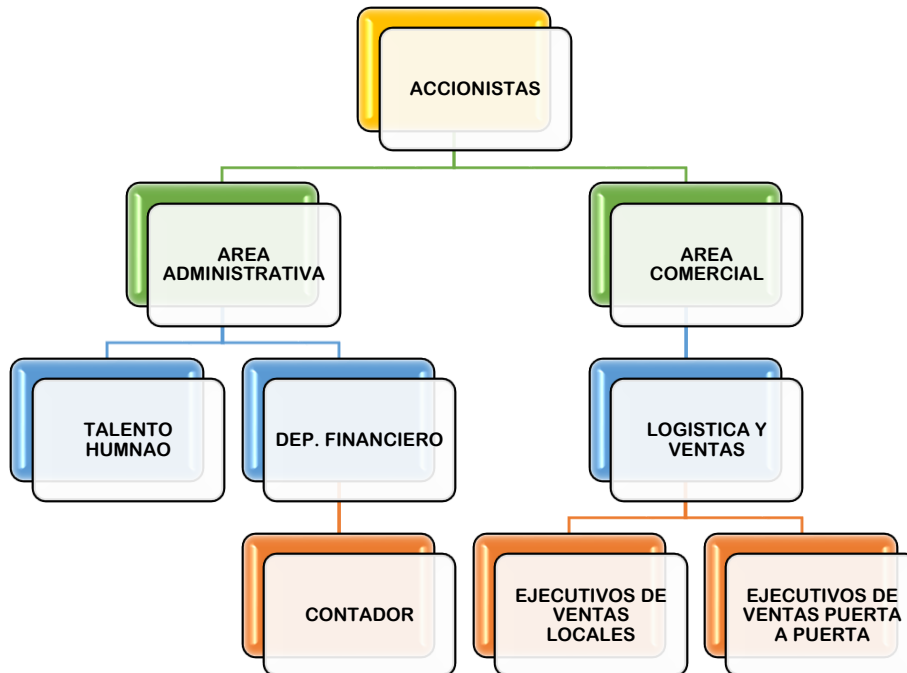 ACCIONISTAS
AREA
ADMINISTRATIVA
AREA
COMERCIAL
TALENTO
HUMNAO
DEP. FINANCIERO
LOGISTICA Y
VENTAS
CONTADOR
EJECUTIVOS DE
VENTAS
LOCALES
EJECUTIVOS DE
VENTAS PUERTA
A PUERTA